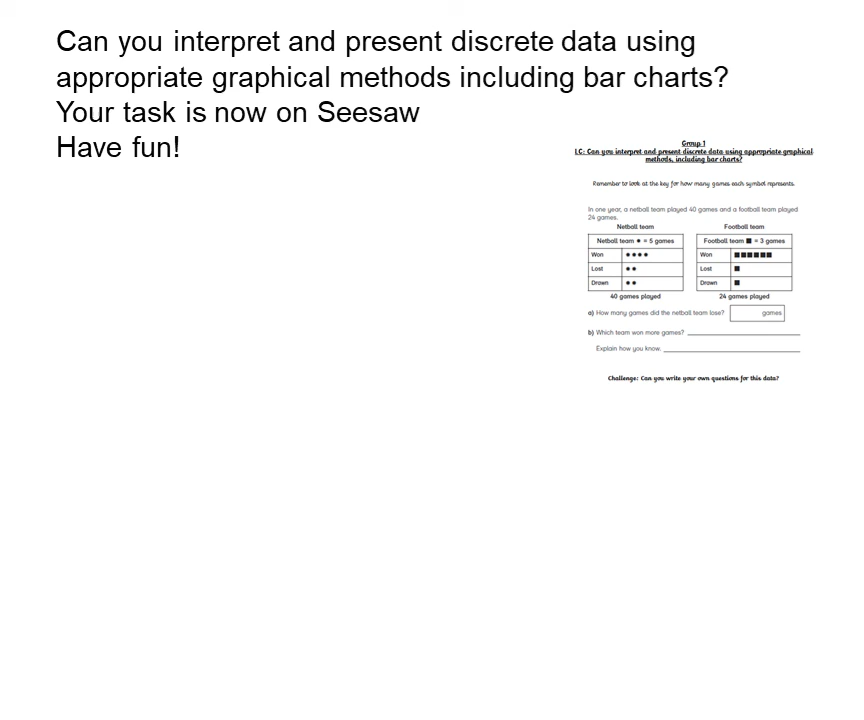 Can you interpret and present discrete data using
appropriate graphical methods including bar charts?
Your task is now on Seesaw
Have fun!
Group 1
LC: Can you interpret and present discrete data using appropriate graphical
methods, including bar charts?
Remember to look at the key for how many games each symbol represents.
In one year, a netball team played 40 games and a football team played
24 games.
Netball team
Netball team ● = 5 games
Won ●●●●
Lost ●●
Drawn ●●
40 games played
Football team
Football team ■ = 3 games
Won ■■■■■■
Lost ■
Drawn ■
24 games played
a) How many games did the netball team lose? games
b) Which team won more games?
Explain how you know.
Challenge: Can you write your own questions for this data?